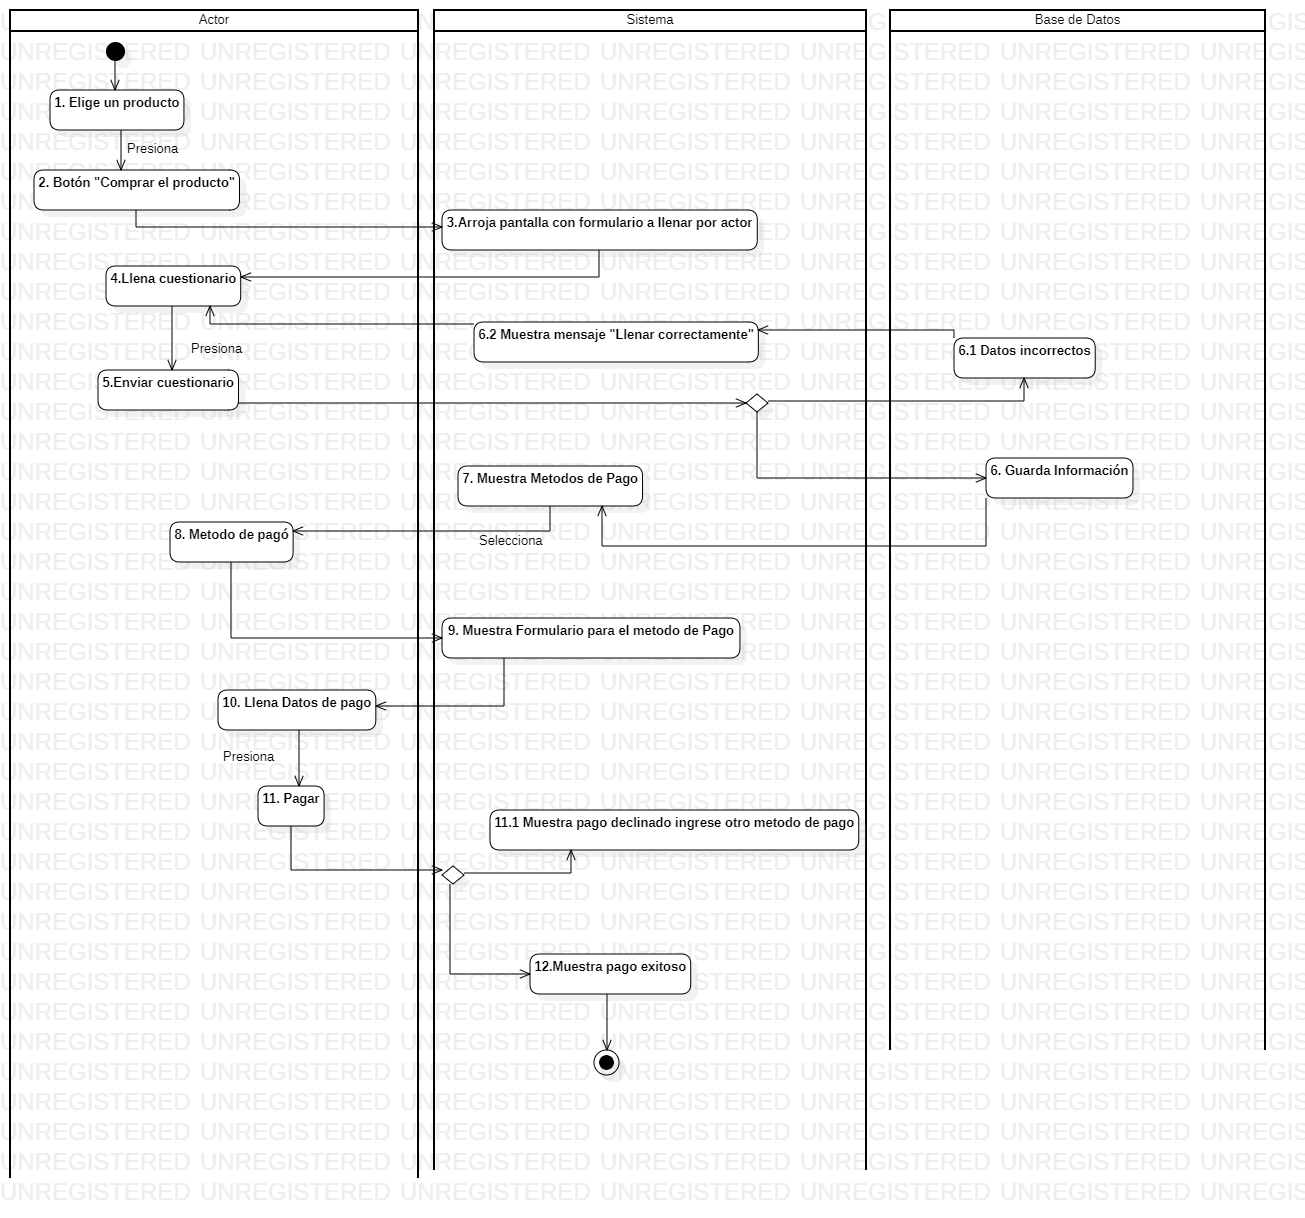 Actor
Sistema
Base de Datos
1. Elige un producto
Presiona
2. Botón "Comprar el producto"
3.Arroja pantalla con formulario a llenar por actor
4.Llena cuestionario
6.2 Muestra mensaje "Llenar correctamente"
6.1 Datos incorrectos
Presiona
5.Enviar cuestionario
6. Guarda Información
7. Muestra Metodos de Pago
8. Metodo de pagó
Selecciona
9. Muestra Formulario para el metodo de Pago
10. Llena Datos de pago
Presiona
11. Pagar
11.1 Muestra pago declinado ingrese otro metodo de pago
12.Muestra pago exitoso
UNREGISTERED